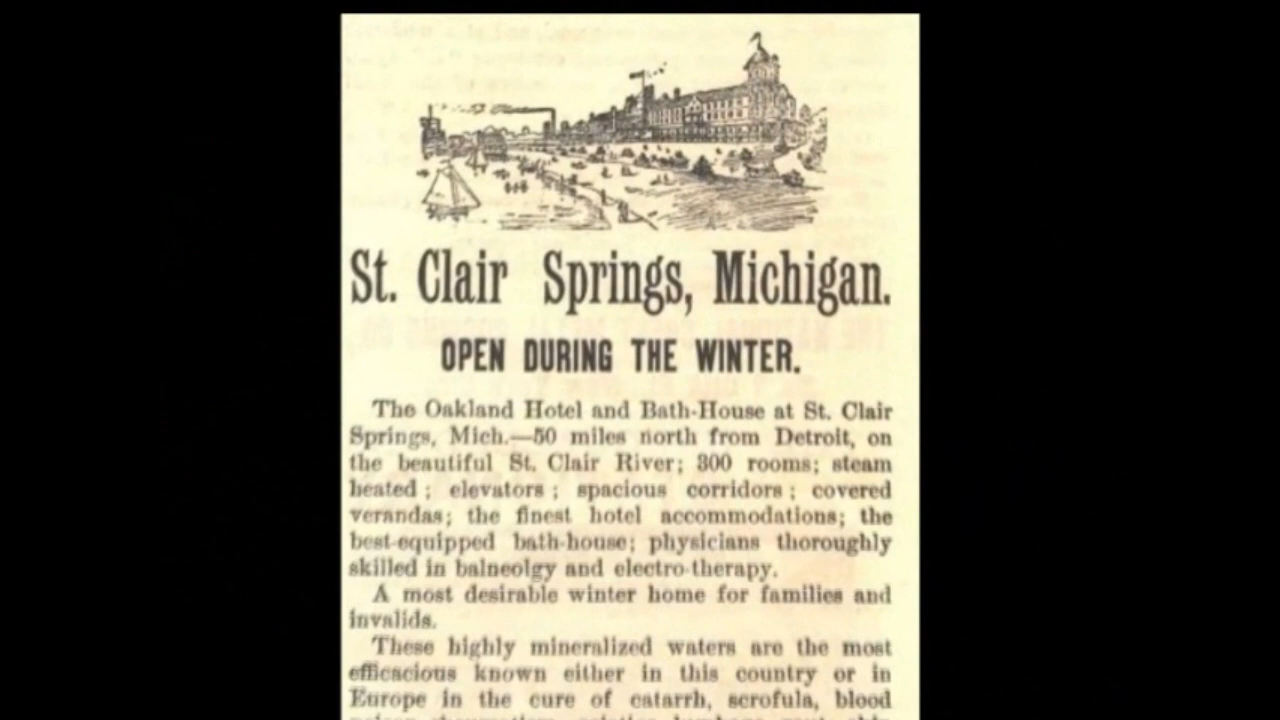 St. Clair Springs, Michigan.
OPEN DURING THE WINTER.
The Oakland Hotel and Bath-House at St. Clair
Springs, Mich.—50 miles north from Detroit, on
the beautiful St. Clair River; 300 rooms; steam
heated; elevators; spacious corridors; covered
verandas; the finest hotel accommodations; the
best-equipped bath-house; physicians thoroughly
skilled in balneolgy and electro-therapy.
A most desirable winter home for families and
invalids.
These highly mineralized waters are the most
efficacious known either in this country or in
Europe in the cure of catarrh, scrofula, blood